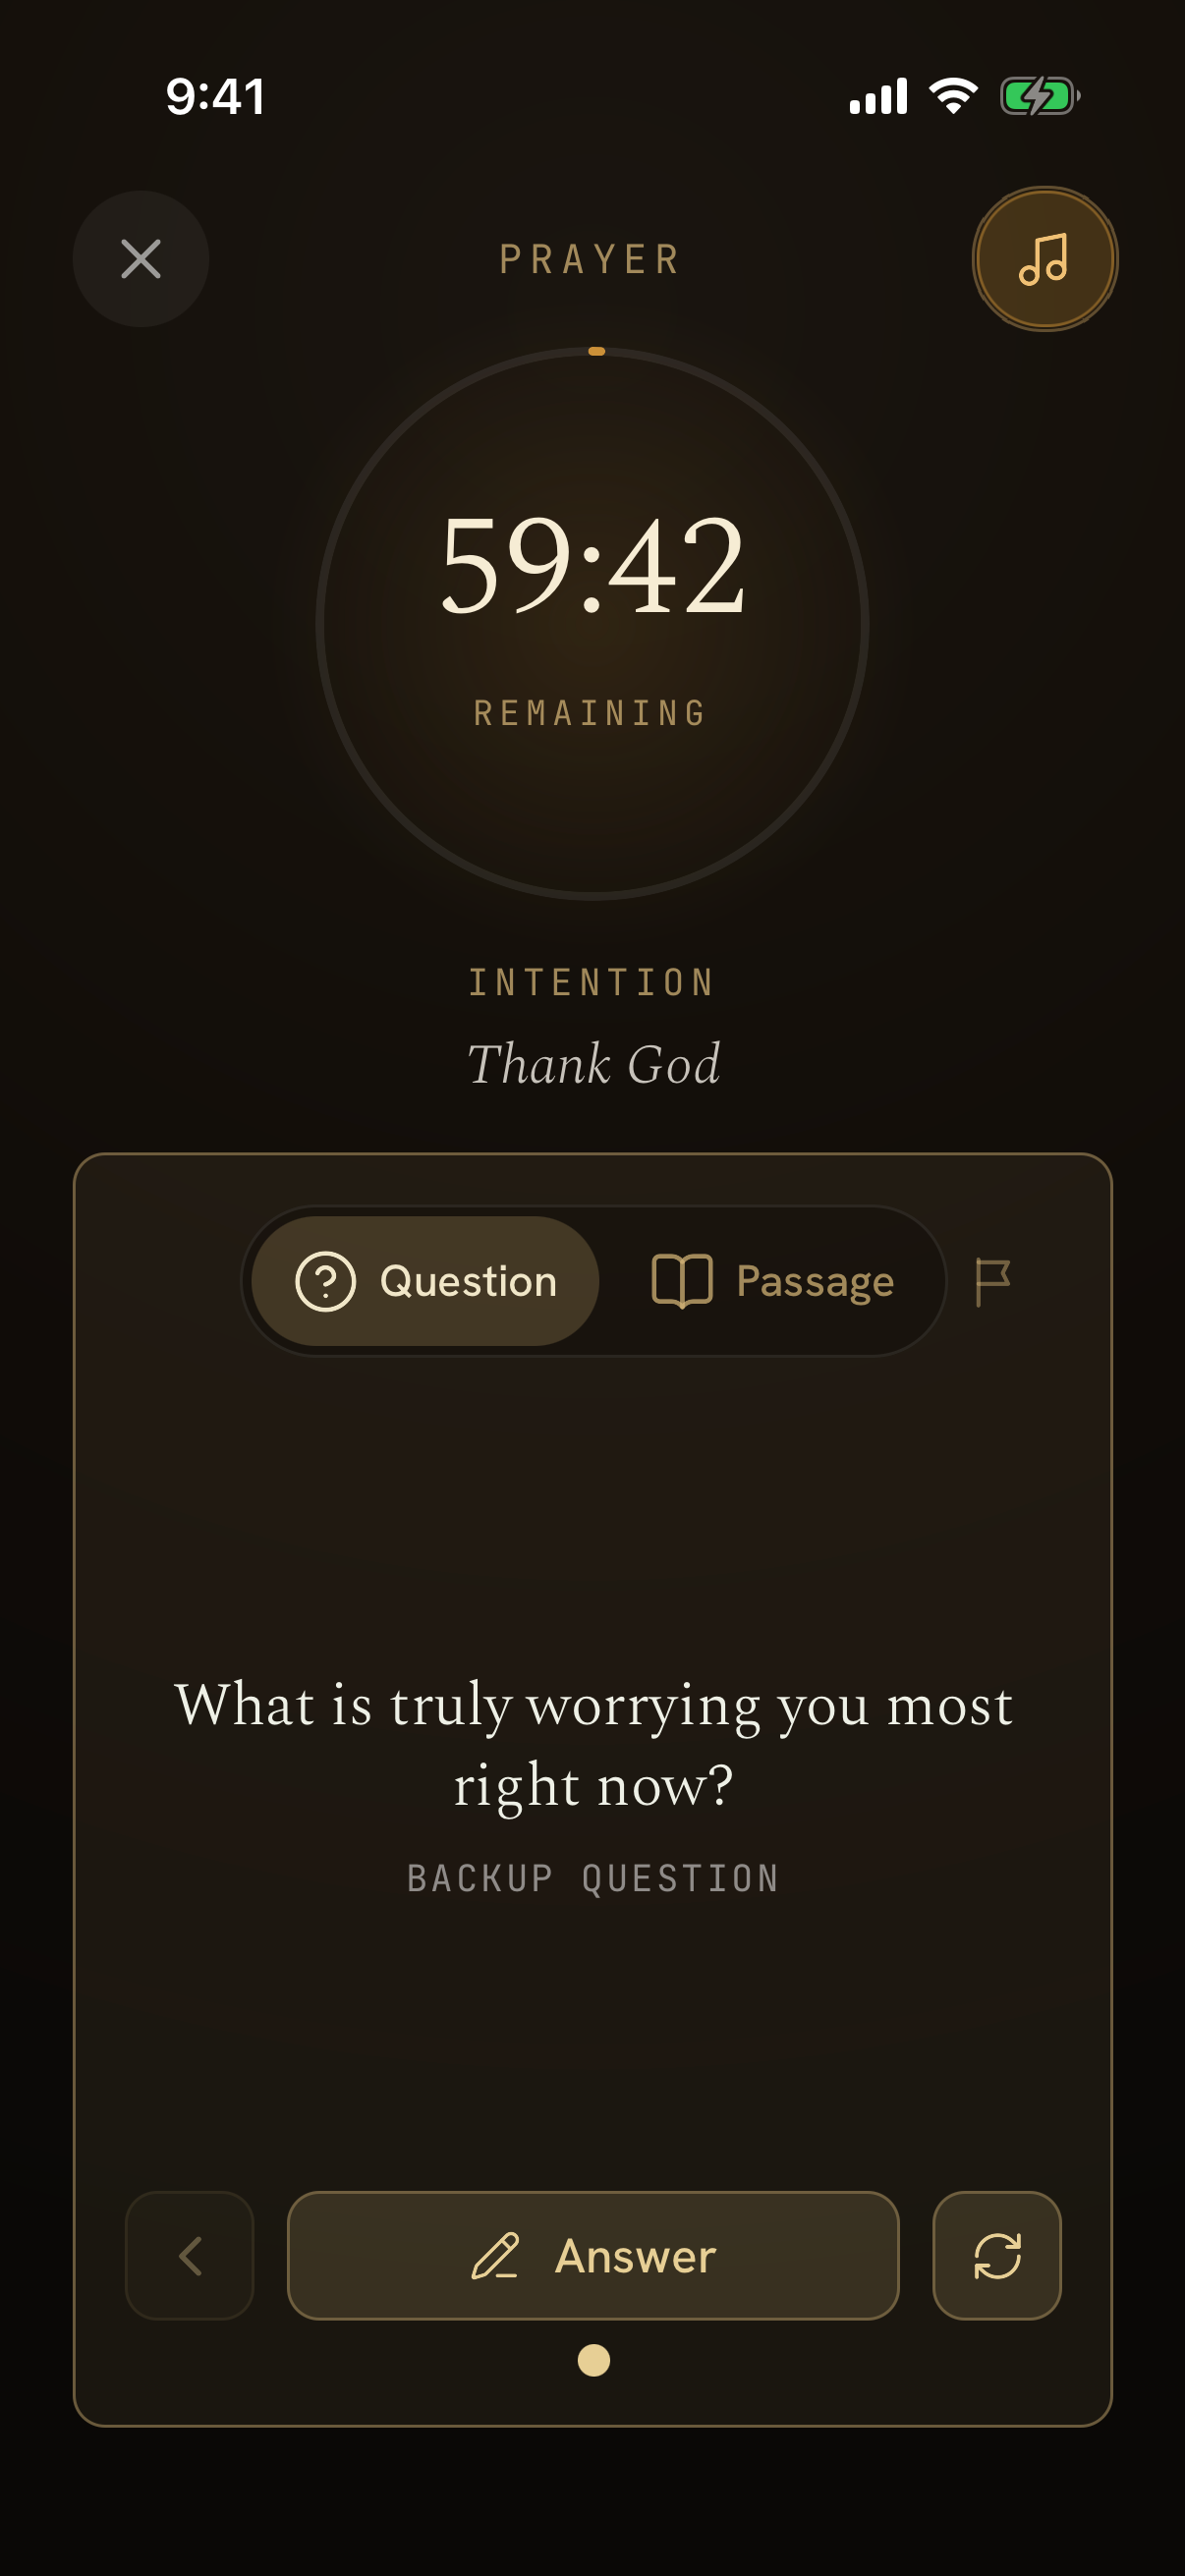 9:41
PRAYER
59:42
REMAINING
INTENTION
Thank God
Question
Passage
What is truly worrying you most
right now?
BACKUP QUESTION
Answer